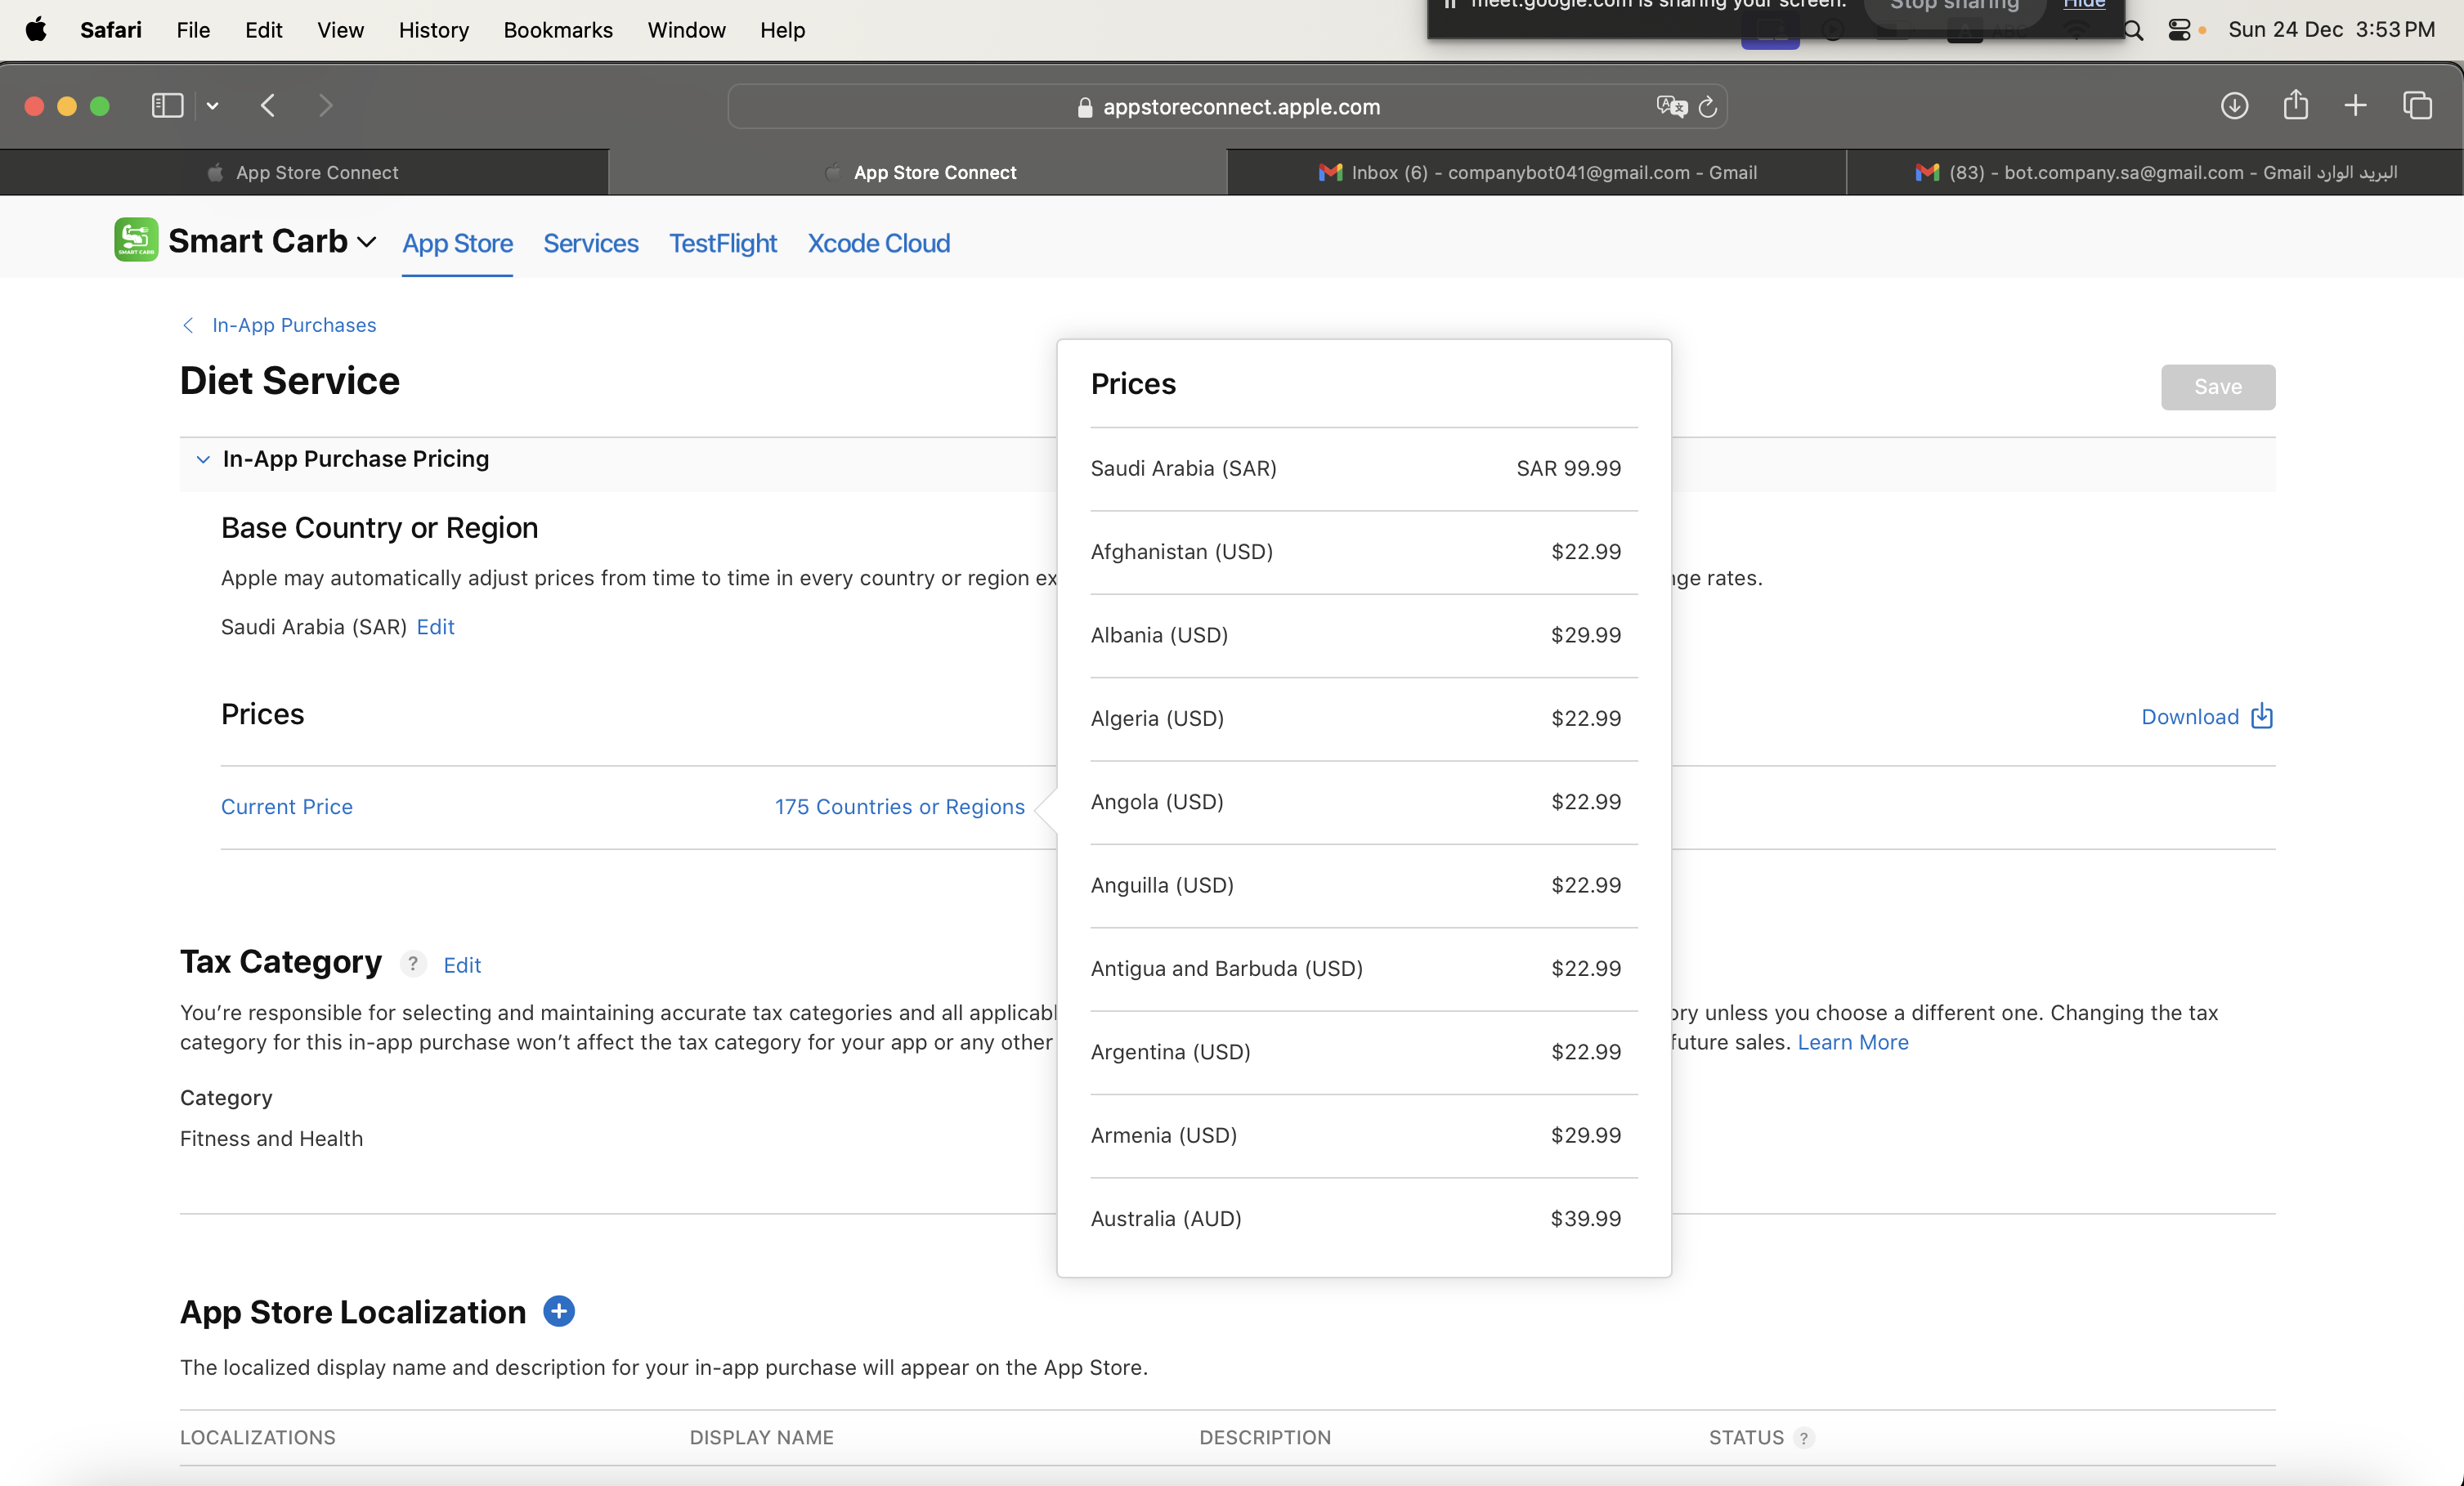 Safari File Edit View History Bookmarks Window Help
meet.google.com is sharing your screen. Stop sharing Hide
Sun 24 Dec 3:53 PM
appstoreconnect.apple.com
App Store Connect
App Store Connect
Inbox (6) - companybot041@gmail.com - Gmail
(83) - bot.company.sa@gmail.com - Gmail البريد الوارد
SMART CARB
Smart Carb App Store Services TestFlight Xcode Cloud
In-App Purchases
Diet Service
Save
In-App Purchase Pricing
Base Country or Region
Apple may automatically adjust prices from time to time in every country or region ex
nge rates.
Saudi Arabia (SAR) Edit
Prices
Download
Current Price 175 Countries or Regions
Prices
Saudi Arabia (SAR) SAR 99.99
Afghanistan (USD) $22.99
Albania (USD) $29.99
Algeria (USD) $22.99
Angola (USD) $22.99
Anguilla (USD) $22.99
Antigua and Barbuda (USD) $22.99
Argentina (USD) $22.99
Armenia (USD) $29.99
Australia (AUD) $39.99
Tax Category ? Edit
You’re responsible for selecting and maintaining accurate tax categories and all applicabl
ory unless you choose a different one. Changing the tax
category for this in-app purchase won’t affect the tax category for your app or any other
future sales. Learn More
Category
Fitness and Health
App Store Localization
The localized display name and description for your in-app purchase will appear on the App Store.
LOCALIZATIONS DISPLAY NAME DESCRIPTION STATUS ?